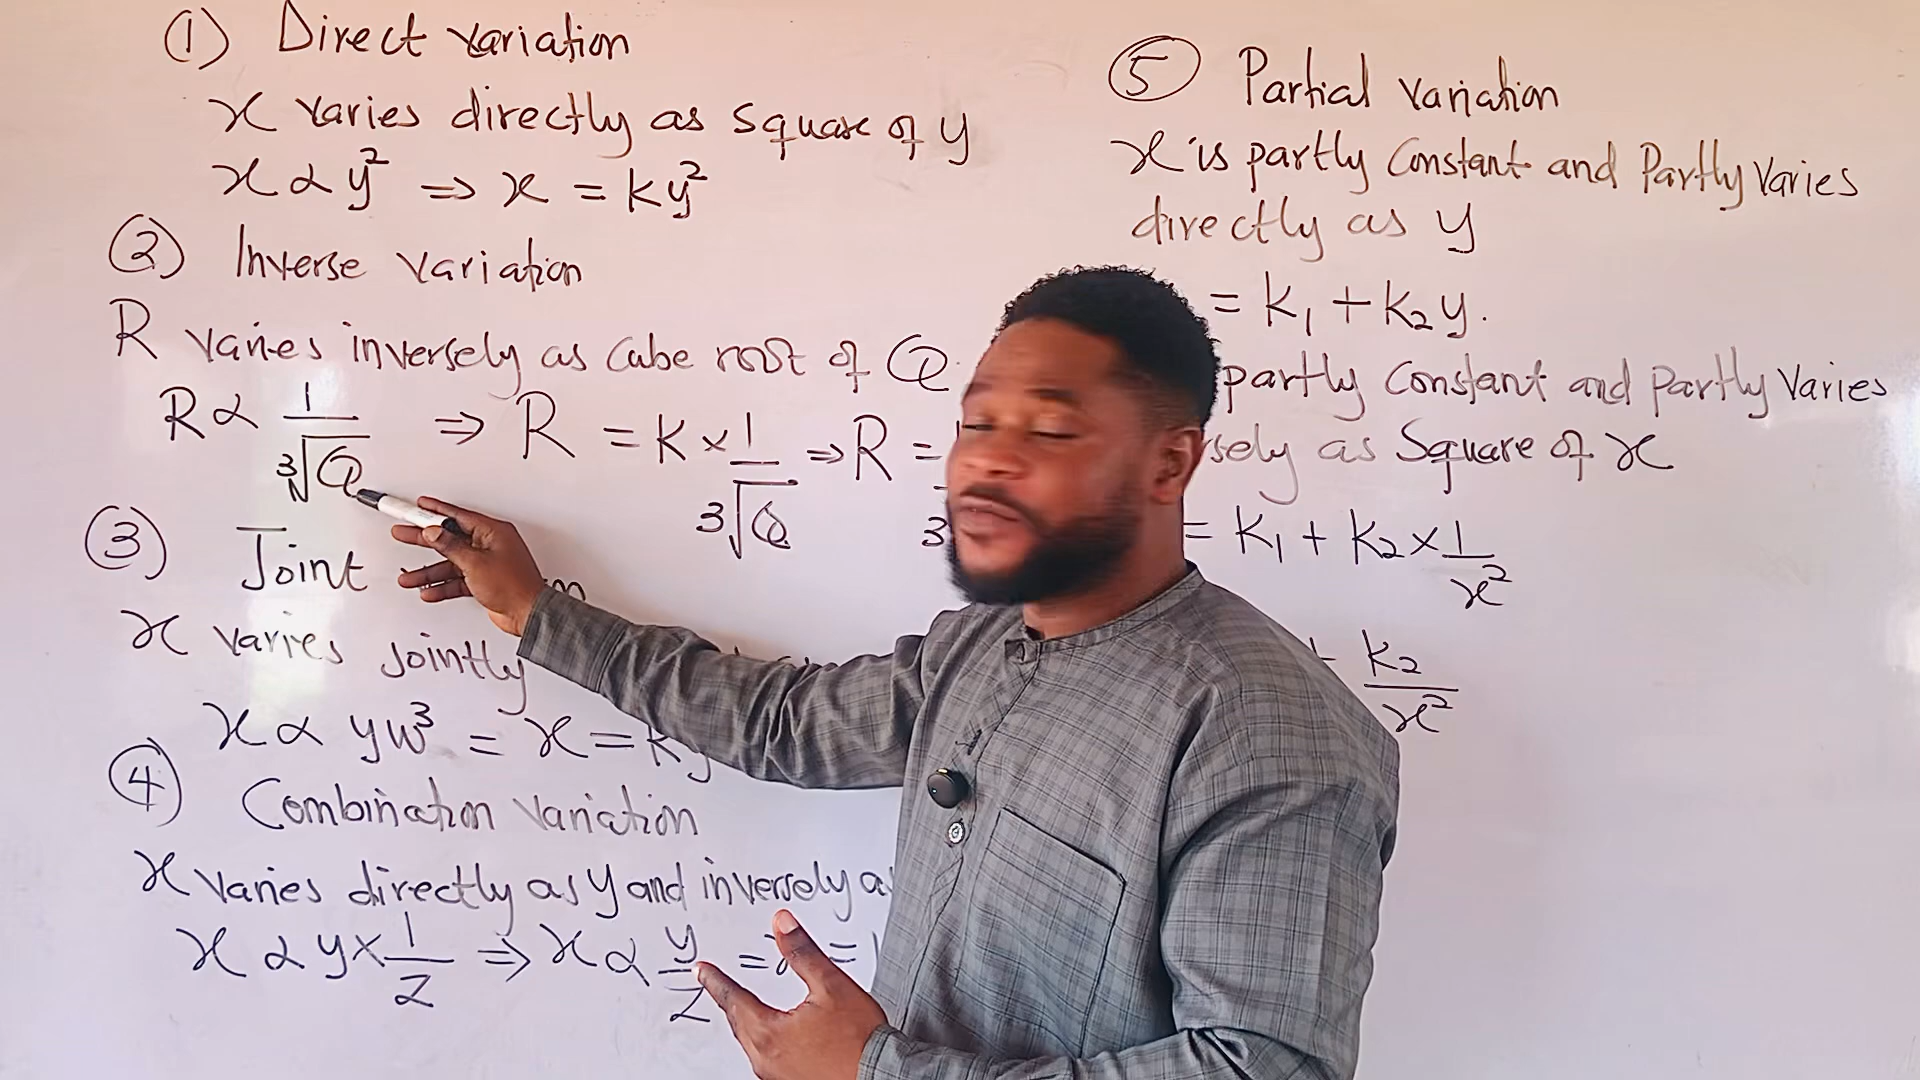 ① Direct variation
x varies directly as square of y
x ∝ y² ⇒ x = ky²
② Inverse variation
R varies inversely as cube root of Q
R ∝ 1/∛Q ⇒ R = K × 1/∛Q ⇒ R =
③ Joint
x varies jointly
x ∝ yw³ = x = ky
④ Combination variation
x varies directly as y and inversely as
x ∝ y × 1/z ⇒ x ∝ y/z = x =
⑤ Partial variation
x is partly Constant and Partly Varies
directly as y
= K₁ + K₂y.
partly Constant and partly Varies
as Square of x
= K₁ + K₂ × 1/x²
K₂/x²